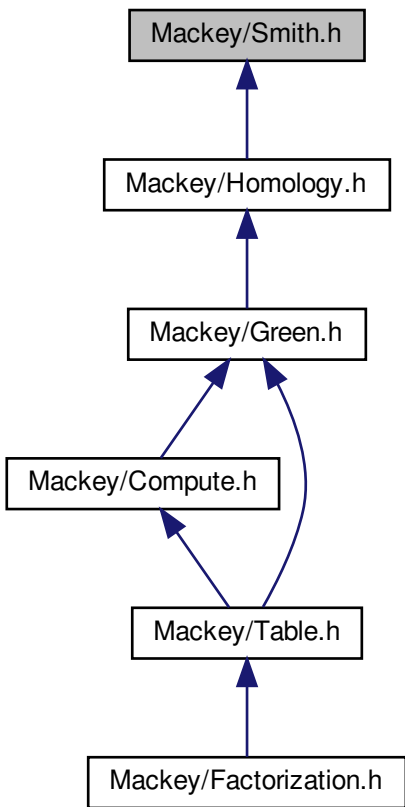 Mackey/Smith.h
Mackey/Homology.h
Mackey/Green.h
Mackey/Compute.h
Mackey/Table.h
Mackey/Factorization.h